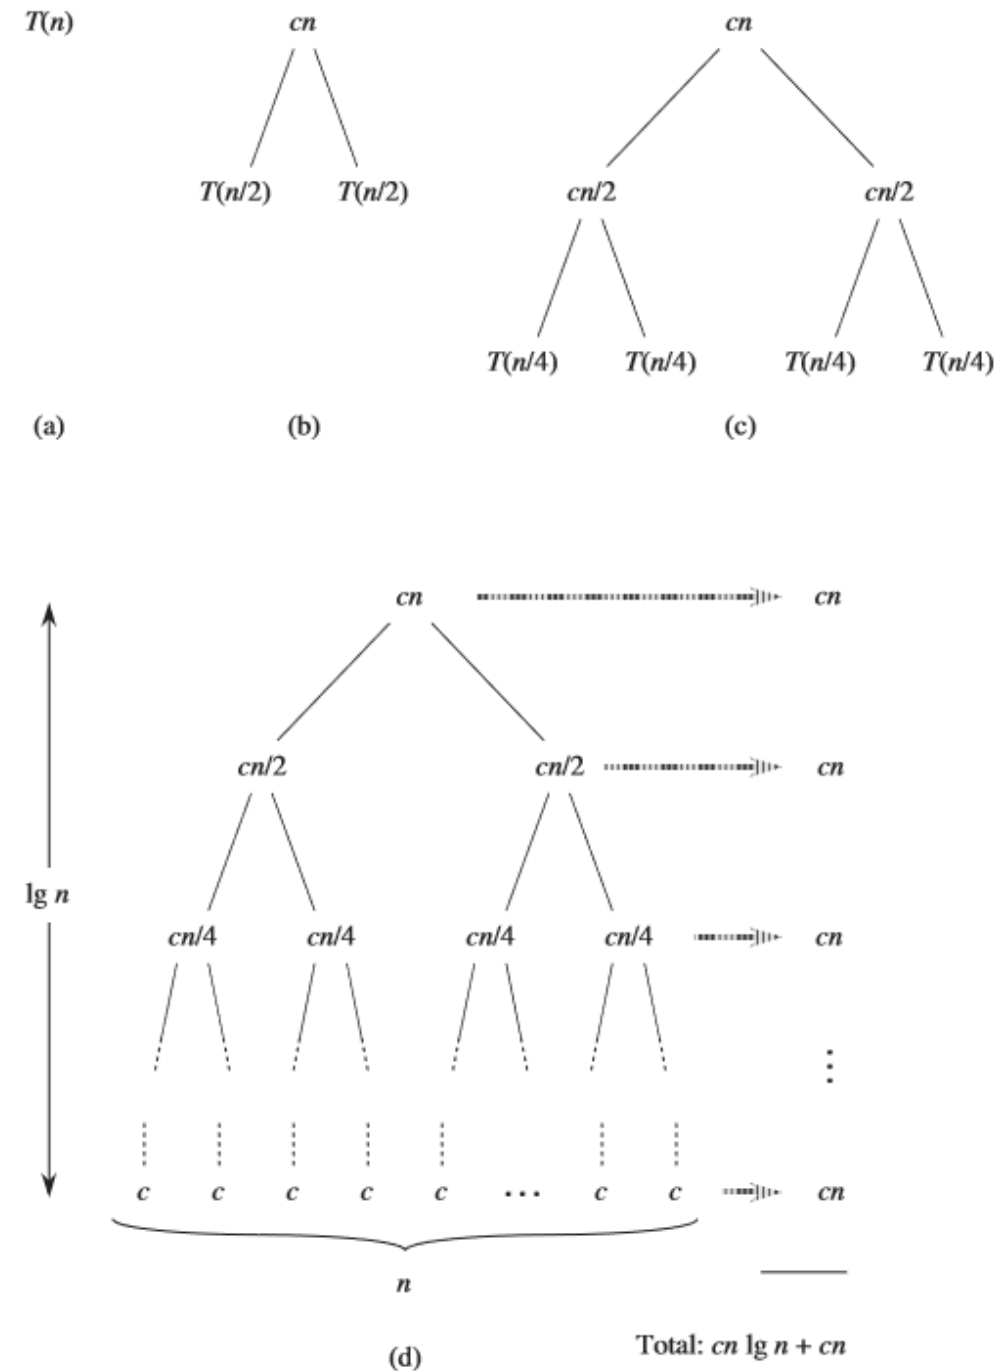 T(n) cn cn
T(n/2) T(n/2) cn/2 cn/2
T(n/4) T(n/4) T(n/4) T(n/4)
(a) (b) (c)
cn cn
cn/2 cn/2 cn
lg n
cn/4 cn/4 cn/4 cn/4 cn
⋮
c c c c c ... c c cn
n
Total: cn lg n + cn
(d)